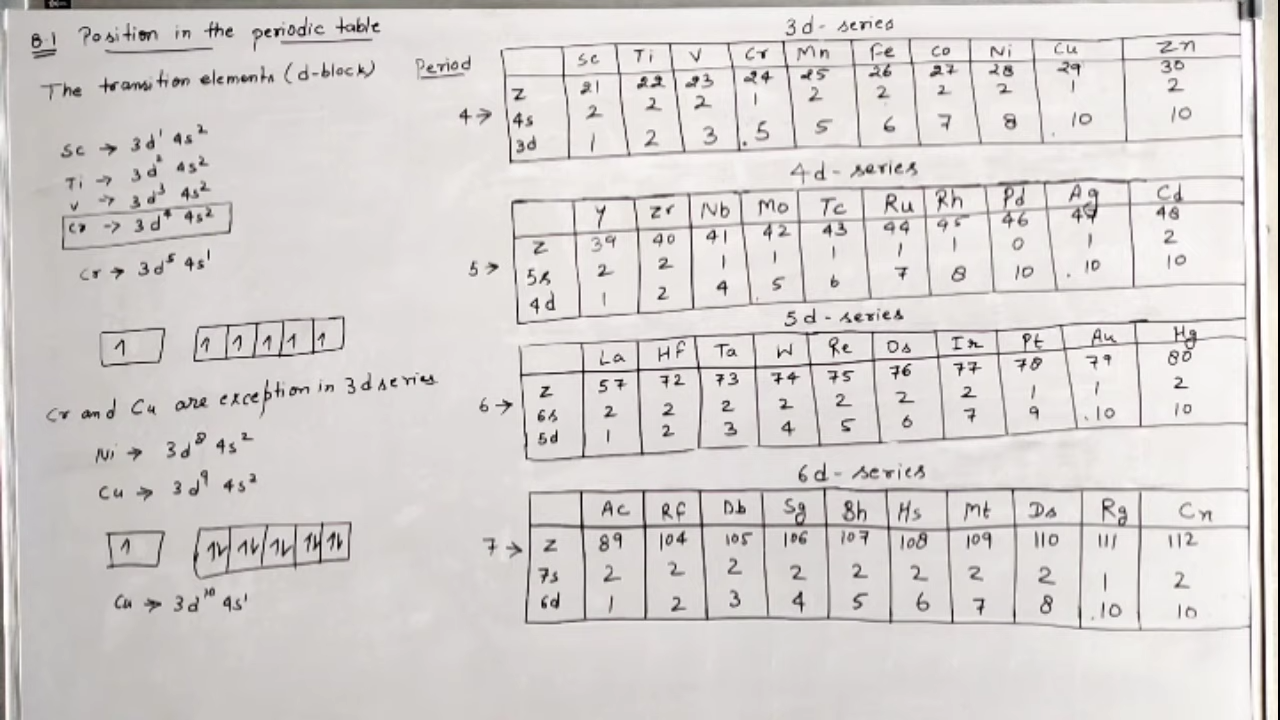 8.1 Position in the periodic table
The transition elements (d-block)
Sc → 3d¹ 4s²
Ti → 3d² 4s²
V → 3d³ 4s²
Cr → 3d⁴ 4s²
Cr → 3d⁵ 4s¹
1 1 1 1 1 1
Cr and Cu are exception in 3d series
Ni → 3d⁸ 4s²
Cu → 3d⁹ 4s²
1 1L 1L 1L 1L 1L
Cu → 3d¹⁰ 4s¹
Period
3d - series
Sc Ti V Cr Mn Fe Co Ni Cu Zn
Z 21 22 23 24 25 26 27 28 29 30
4 → 4s 2 2 2 1 2 2 2 2 1 2
3d 1 2 3 .5 5 6 7 8 .10 10
4d - series
Y Zr Nb Mo Tc Ru Rh Pd Ag Cd
Z 39 40 41 42 43 44 45 46 47 48
5 → 5s 2 2 1 1 1 1 1 0 1 2
4d 1 2 4 .5 6 7 8 10 .10 10
5d - series
La Hf Ta W Re Os Ir Pt Au Hg
Z 57 72 73 74 75 76 77 78 79 80
6 → 6s 2 2 2 2 2 2 2 1 1 2
5d 1 2 3 4 5 6 7 9 .10 10
6d - series
Ac Rf Db Sg Bh Hs Mt Ds Rg Cn
7 → Z 89 104 105 106 107 108 109 110 111 112
7s 2 2 2 2 2 2 2 2 1 2
6d 1 2 3 4 5 6 7 8 .10 10